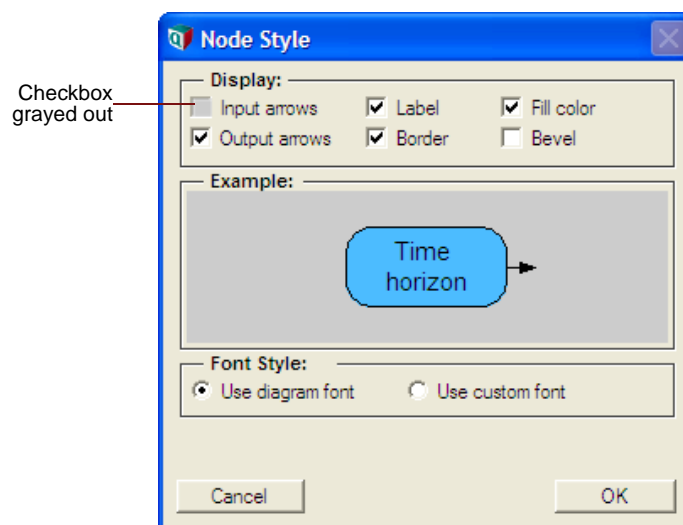 Node Style
Checkbox
grayed out
Display:
Input arrows
Label
Fill color
Output arrows
Border
Bevel
Example:
Time
horizon
Font Style:
Use diagram font
Use custom font
Cancel
OK